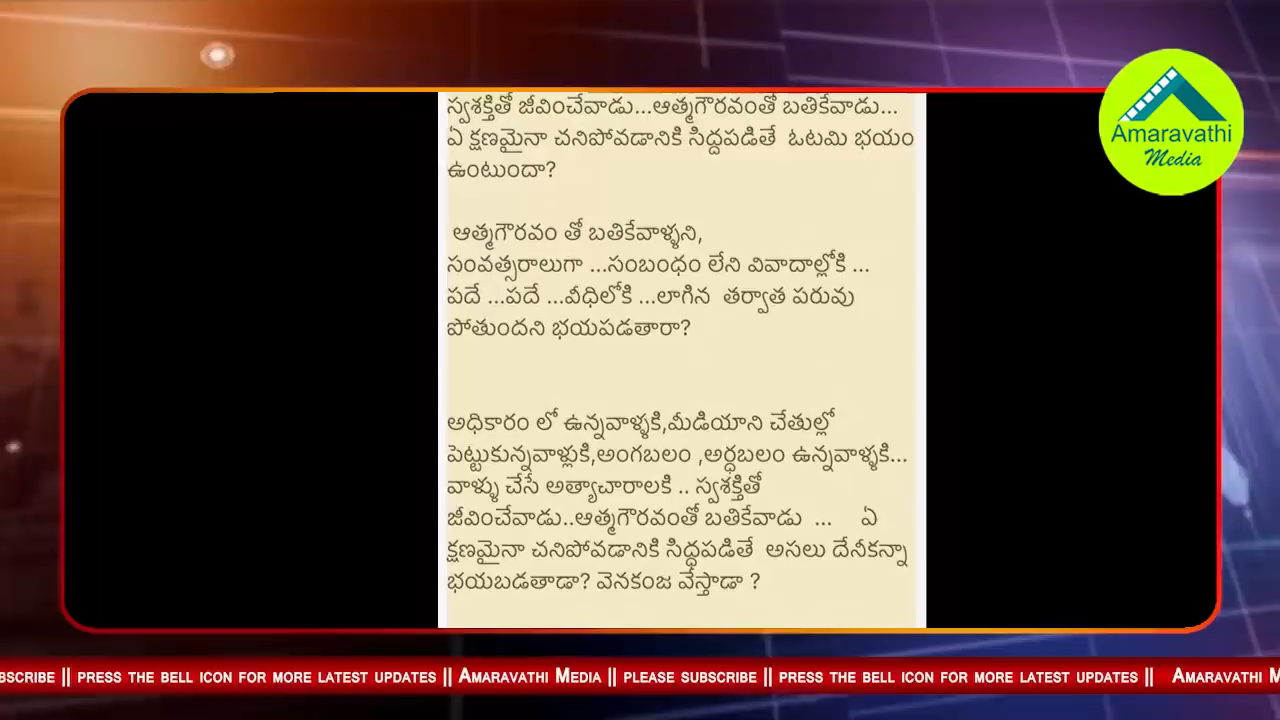 స్వశక్తితో జీవించేవాడు...ఆత్మగౌరవంతో బతికేవాడు...
ఏ క్షణమైనా చనిపోవడానికి సిద్దపడితే ఓటమి భయం
ఉంటుందా?
ఆత్మగౌరవం తో బతికేవాళ్ళని,
సంవత్సరాలుగా ...సంబంధం లేని వివాదాల్లోకి ...
పదే ...పదే ...వీధిలోకి ...లాగిన తర్వాత పరువు
పోతుందని భయపడతారా?
అధికారం లో ఉన్నవాళ్ళకి,మీడియాని చేతుల్లో
పెట్టుకున్నవాళ్లుకి,అంగబలం ,అర్ధబలం ఉన్నవాళ్ళకి...
వాళ్ళు చేసే అత్యాచారాలకి .. స్వశక్తితో
జీవించేవాడు..ఆత్మగౌరవంతో బతికేవాడు ... ఏ
క్షణమైనా చనిపోవడానికి సిద్ధపడితే అసలు దేనికన్నా
భయబడతాడా? వెనకంజ వేస్తాడా ?
Amaravathi
Media
BSCRIBE || PRESS THE BELL ICON FOR MORE LATEST UPDATES || AMARAVATHI MEDIA || PLEASE SUBSCRIBE || PRESS THE BELL ICON FOR MORE LATEST UPDATES || AMARAVATHI M